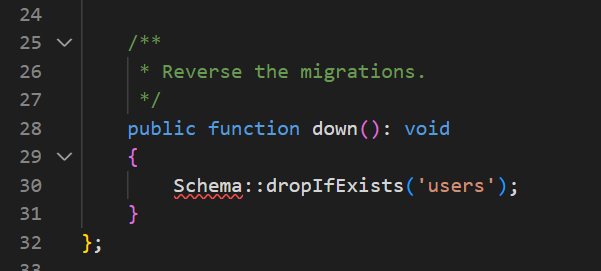 24
25 /**
26 * Reverse the migrations.
27 */
28 public function down(): void
29 {
30 Schema::dropIfExists('users');
31 }
32 };
33